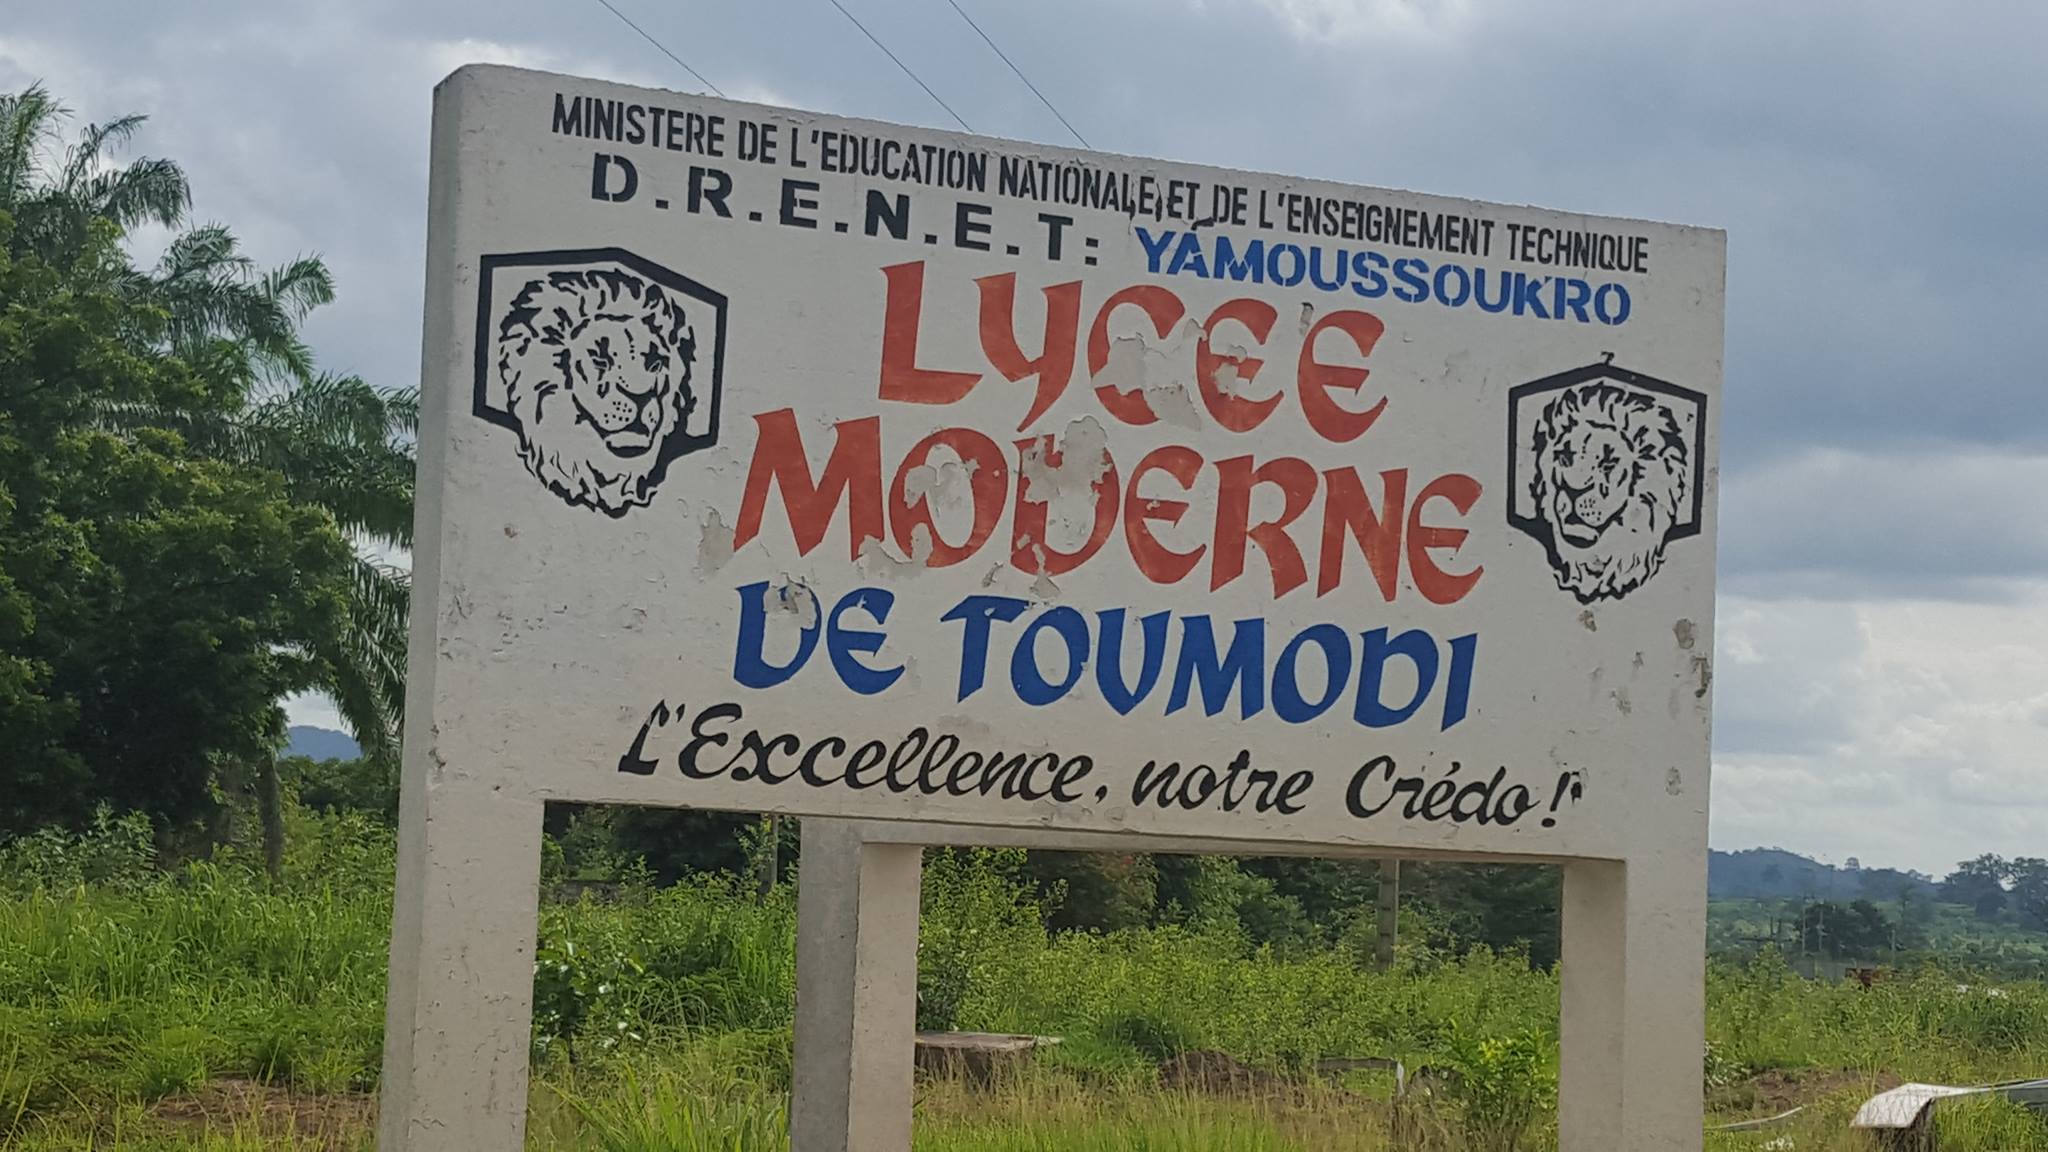 MINISTERE DE L'EDUCATION NATIONALE ET DE L'ENSEIGNEMENT TECHNIQUE
D.R.E.N.E.T: YAMOUSSOUKRO
LYCEE
MODERNE
DE TOUMODI
L'Excellence, notre Crédo!